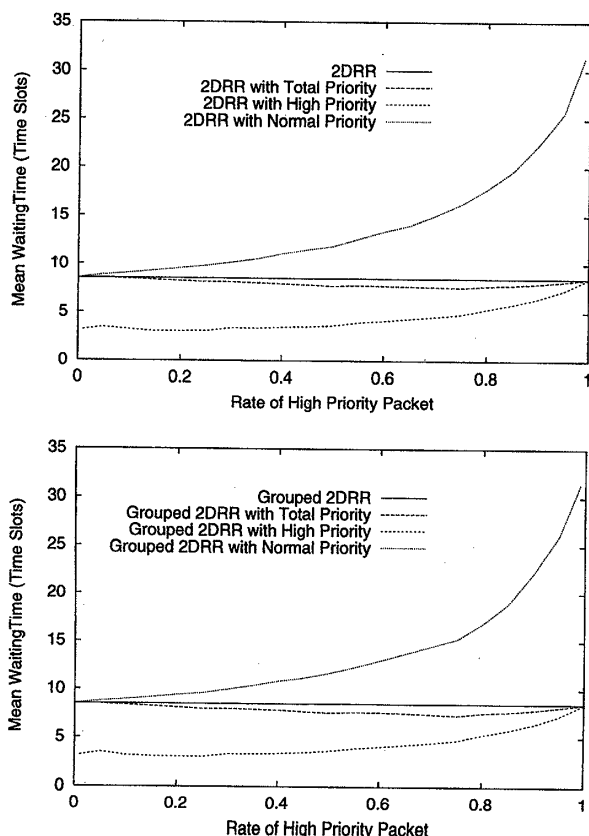 35
30
25
20
15
10
5
0
Mean WaitingTime (Time Slots)
2DRR
2DRR with Total Priority
2DRR with High Priority
2DRR with Normal Priority
0 0.2 0.4 0.6 0.8 1
Rate of High Priority Packet
35
30
25
20
15
10
5
0
Mean WaitingTime (Time Slots)
Grouped 2DRR
Grouped 2DRR with Total Priority
Grouped 2DRR with High Priority
Grouped 2DRR with Normal Priority
0 0.2 0.4 0.6 0.8 1
Rate of High Priority Packet